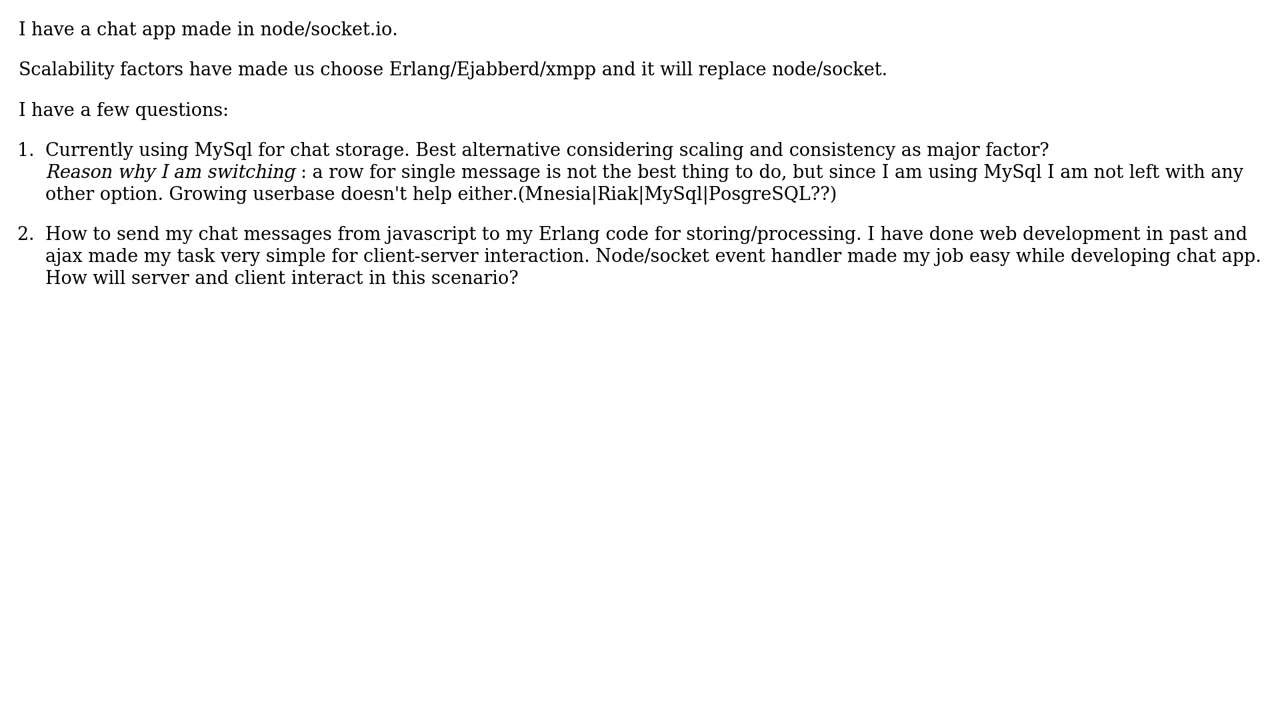 I have a chat app made in node/socket.io.
Scalability factors have made us choose Erlang/Ejabberd/xmpp and it will replace node/socket.
I have a few questions:
1. Currently using MySql for chat storage. Best alternative considering scaling and consistency as major factor?
Reason why I am switching : a row for single message is not the best thing to do, but since I am using MySql I am not left with any
other option. Growing userbase doesn't help either.(Mnesia|Riak|MySql|PosgreSQL??)
2. How to send my chat messages from javascript to my Erlang code for storing/processing. I have done web development in past and
ajax made my task very simple for client-server interaction. Node/socket event handler made my job easy while developing chat app.
How will server and client interact in this scenario?